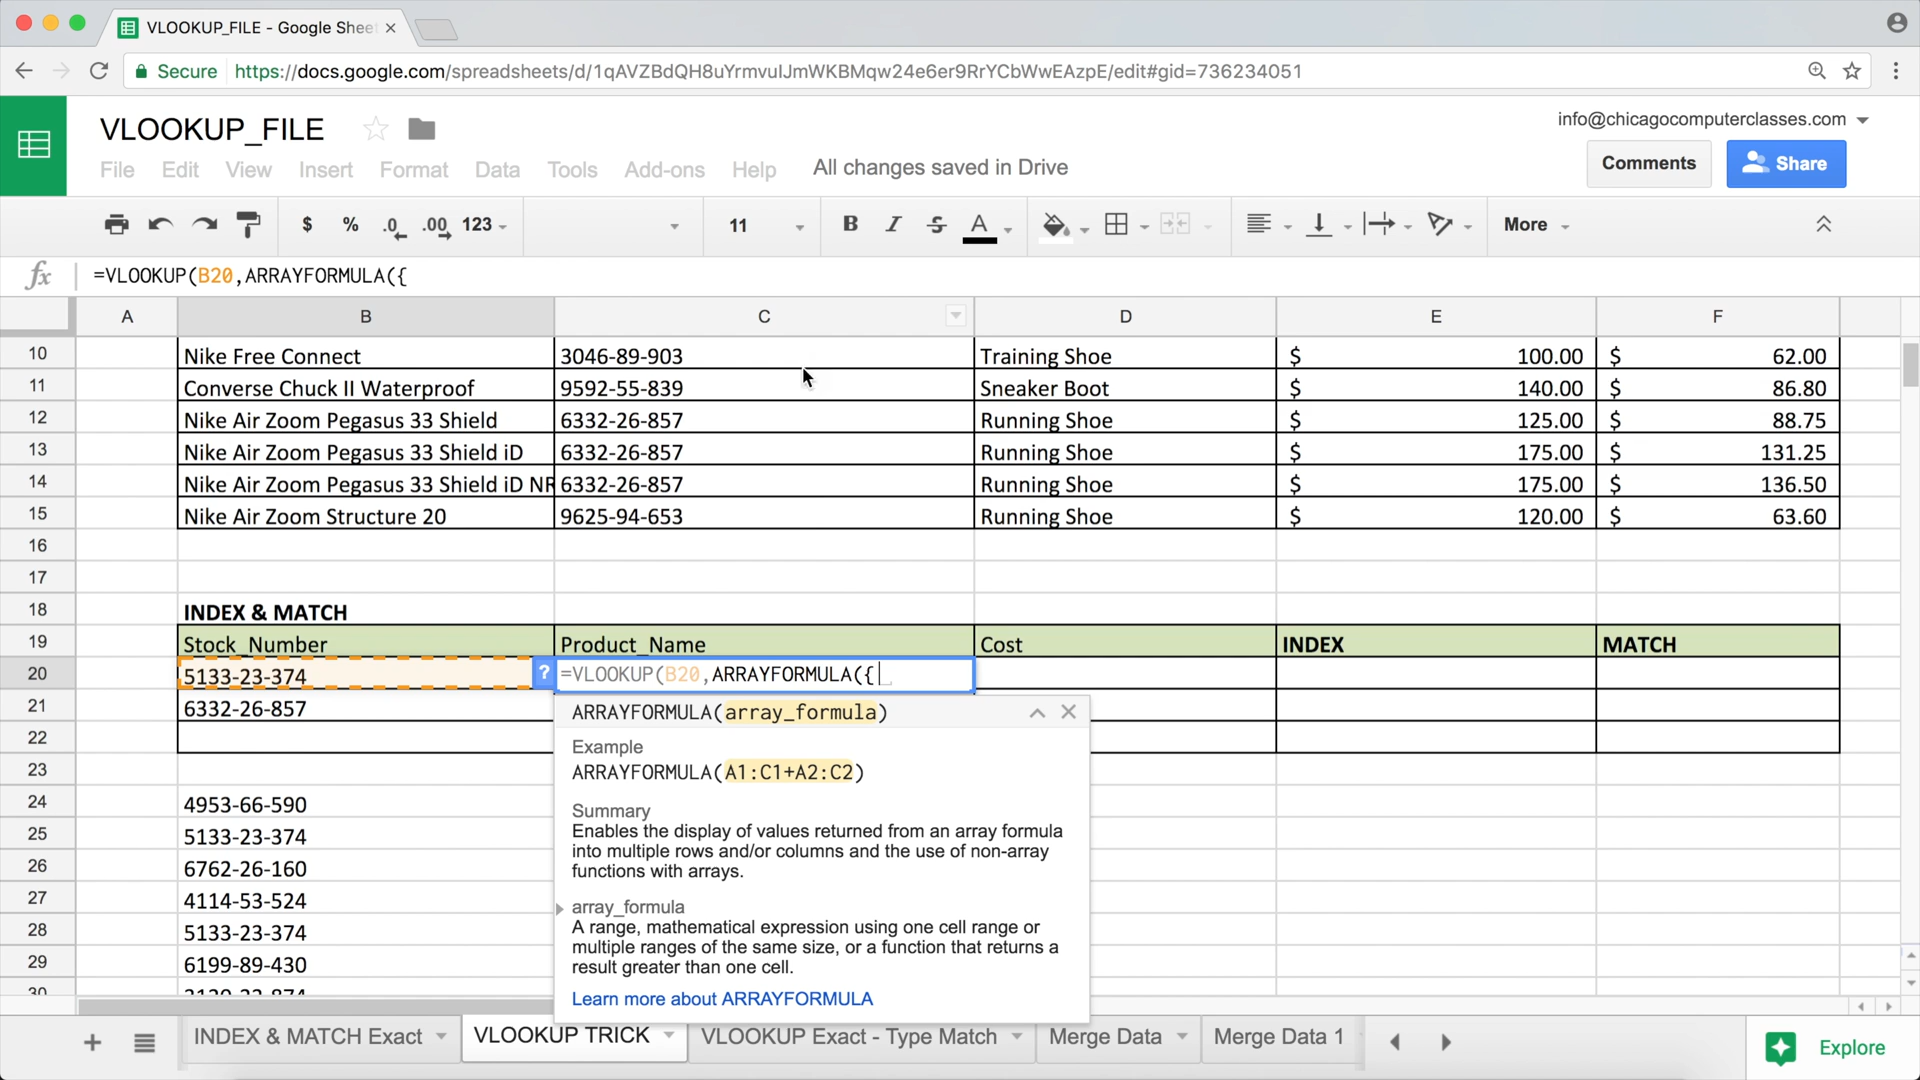 VLOOKUP_FILE - Google Shee
Secure https://docs.google.com/spreadsheets/d/1qAVZBdQH8uYrmvulJmWKBMqw24e6er9RrYCbWwEAzpE/edit#gid=736234051
VLOOKUP_FILE
info@chicagocomputerclasses.com
File Edit View Insert Format Data Tools Add-ons Help All changes saved in Drive
Comments Share
$ % .0 .00 123 11 B I S A More
fx =VLOOKUP(B20,ARRAYFORMULA({
A B C D E F
10 Nike Free Connect 3046-89-903 Training Shoe $ 100.00 $ 62.00
11 Converse Chuck II Waterproof 9592-55-839 Sneaker Boot $ 140.00 $ 86.80
12 Nike Air Zoom Pegasus 33 Shield 6332-26-857 Running Shoe $ 125.00 $ 88.75
13 Nike Air Zoom Pegasus 33 Shield iD 6332-26-857 Running Shoe $ 175.00 $ 131.25
14 Nike Air Zoom Pegasus 33 Shield iD NR 6332-26-857 Running Shoe $ 175.00 $ 136.50
15 Nike Air Zoom Structure 20 9625-94-653 Running Shoe $ 120.00 $ 63.60
16
17
18 INDEX & MATCH
19 Stock_Number Product_Name Cost INDEX MATCH
20 5133-23-374 ? =VLOOKUP(B20,ARRAYFORMULA({
21 6332-26-857
22
23
24 4953-66-590
25 5133-23-374
26 6762-26-160
27 4114-53-524
28 5133-23-374
29 6199-89-430
30
ARRAYFORMULA(array_formula)
Example
ARRAYFORMULA(A1:C1+A2:C2)
Summary
Enables the display of values returned from an array formula
into multiple rows and/or columns and the use of non-array
functions with arrays.
array_formula
A range, mathematical expression using one cell range or
multiple ranges of the same size, or a function that returns a
result greater than one cell.
Learn more about ARRAYFORMULA
INDEX & MATCH Exact VLOOKUP TRICK VLOOKUP Exact - Type Match Merge Data Merge Data 1 Explore